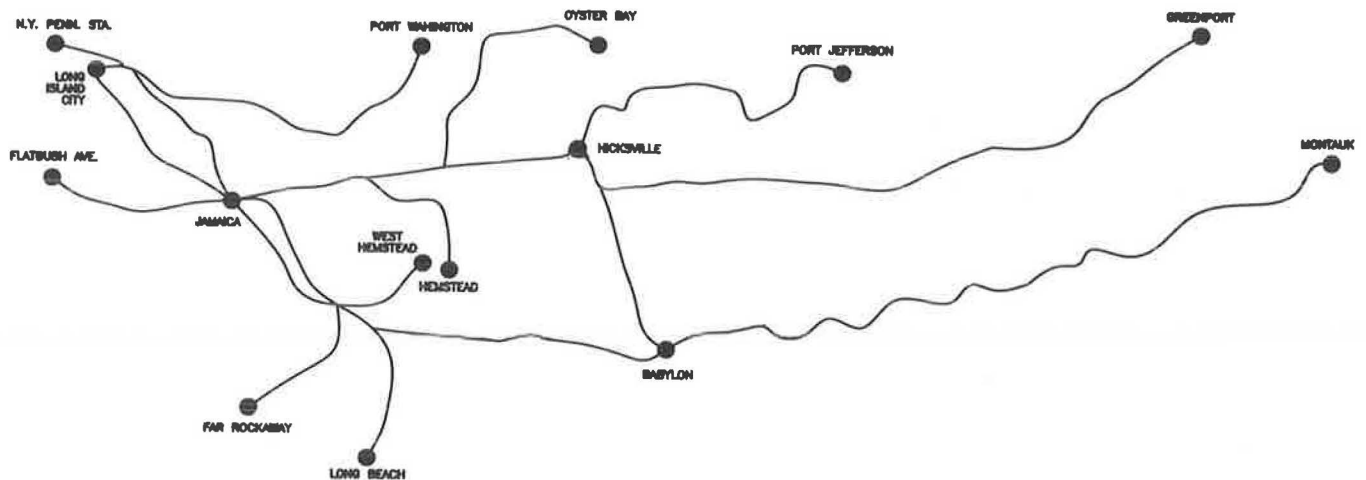 N.Y. PENN. STA.
PORT WAHINGTON
OYSTER BAY
GREENPORT
PORT JEFFERSON
LONG
ISLAND
CITY
FLATBUSH AVE.
HICKSVILLE
MONTAUK
JAMAICA
WEST
HEMSTEAD
HEMSTEAD
BABYLON
FAR ROCKAWAY
LONG BEACH